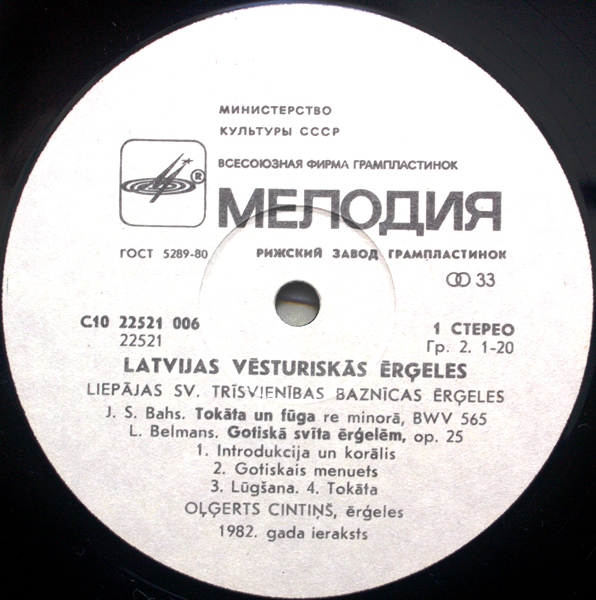 МИНИСТЕРСТВО
КУЛЬТУРЫ СССР
ВСЕСОЮЗНАЯ ФИРМА ГРАМПЛАСТИНОК
®
МЕЛОДИЯ
ГОСТ 5289-80
РИЖСКИЙ ЗАВОД ГРАМПЛАСТИНОК
33
С10 22521 006
22521
1 СТЕРЕО
Гр. 2. 1-20
LATVIJAS VĒSTURISKĀS ĒRĢELES
LIEPĀJAS SV. TRĪSVIENĪBAS BAZNĪCAS ĒRĢELES
J. S. Bahs. Tokāta un fūga re minorā, BWV 565
L. Belmans. Gotiskā svīta ērģelēm, op. 25
1. Introdukcija un korālis
2. Gotiskais menuets
3. Lūgšana. 4. Tokāta
OĻĢERTS CINTIŅŠ, ērģeles
1982. gada ieraksts